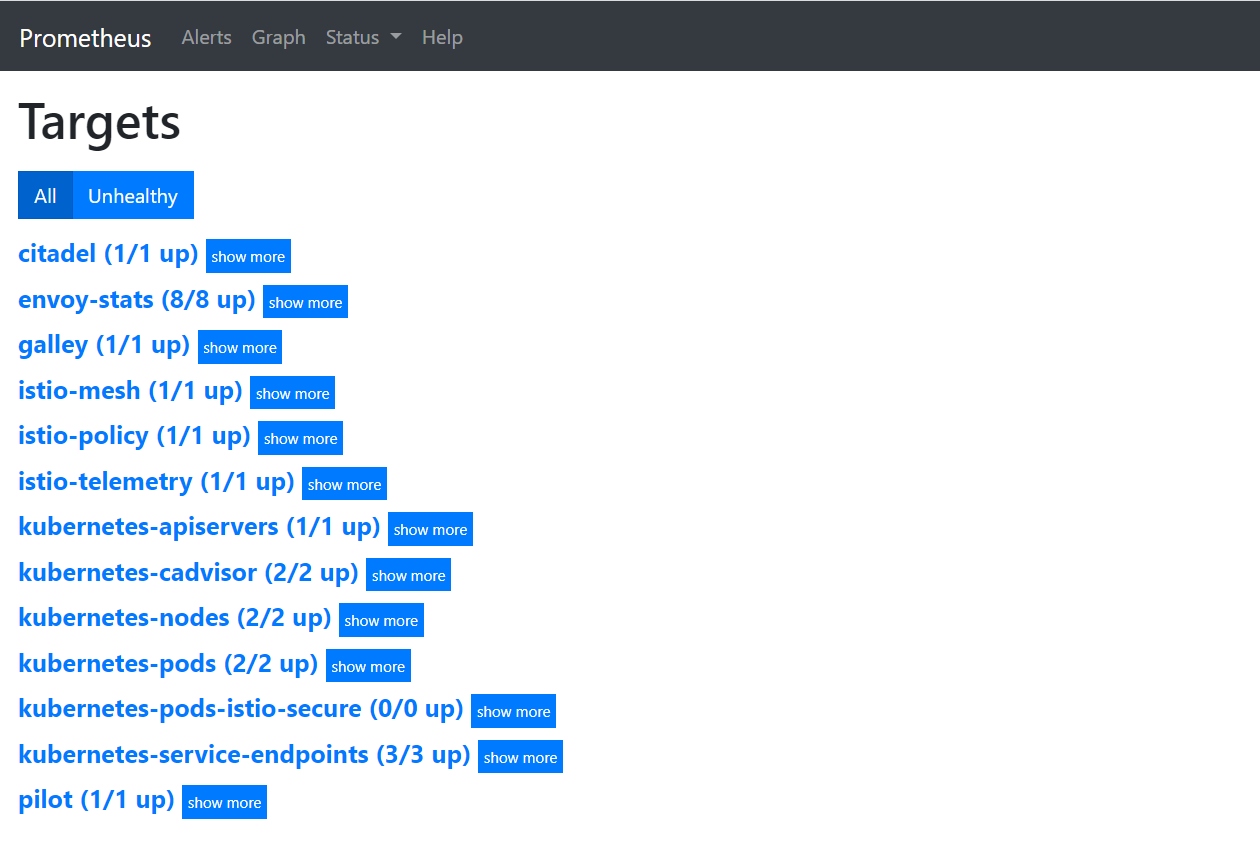 Prometheus Alerts Graph Status Help
Targets
All Unhealthy
citadel (1/1 up) show more
envoy-stats (8/8 up) show more
galley (1/1 up) show more
istio-mesh (1/1 up) show more
istio-policy (1/1 up) show more
istio-telemetry (1/1 up) show more
kubernetes-apiservers (1/1 up) show more
kubernetes-cadvisor (2/2 up) show more
kubernetes-nodes (2/2 up) show more
kubernetes-pods (2/2 up) show more
kubernetes-pods-istio-secure (0/0 up) show more
kubernetes-service-endpoints (3/3 up) show more
pilot (1/1 up) show more